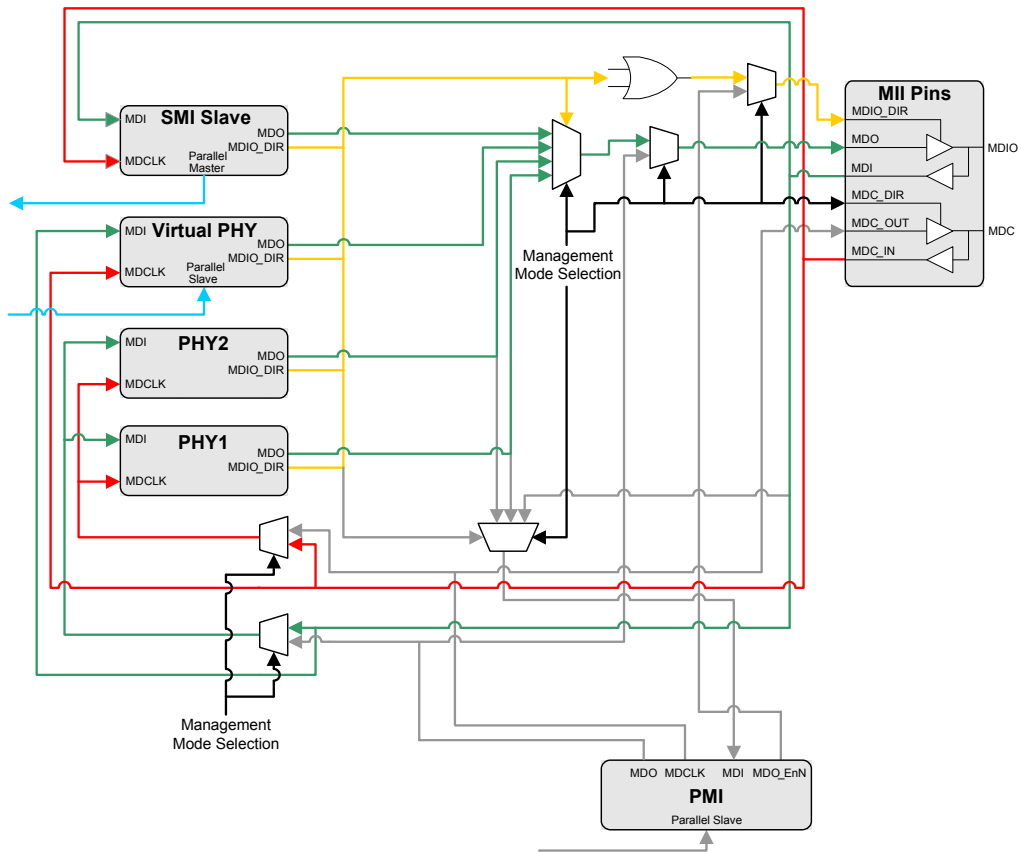 MII Pins
MDIO_DIR
MDO
MDI
MDC_DIR
MDC_OUT
MDC_IN
MDIO
MDC
SMI Slave
MDI
MDO
MDIO_DIR
MDCLK
Parallel
Master
Virtual PHY
MDI
MDO
MDIO_DIR
MDCLK
Parallel
Slave
Management
Mode Selection
PHY2
MDI
MDO
MDIO_DIR
MDCLK
PHY1
MDI
MDO
MDIO_DIR
MDCLK
Management
Mode Selection
MDO
MDCLK
MDI
MDO_EnN
PMI
Parallel Slave